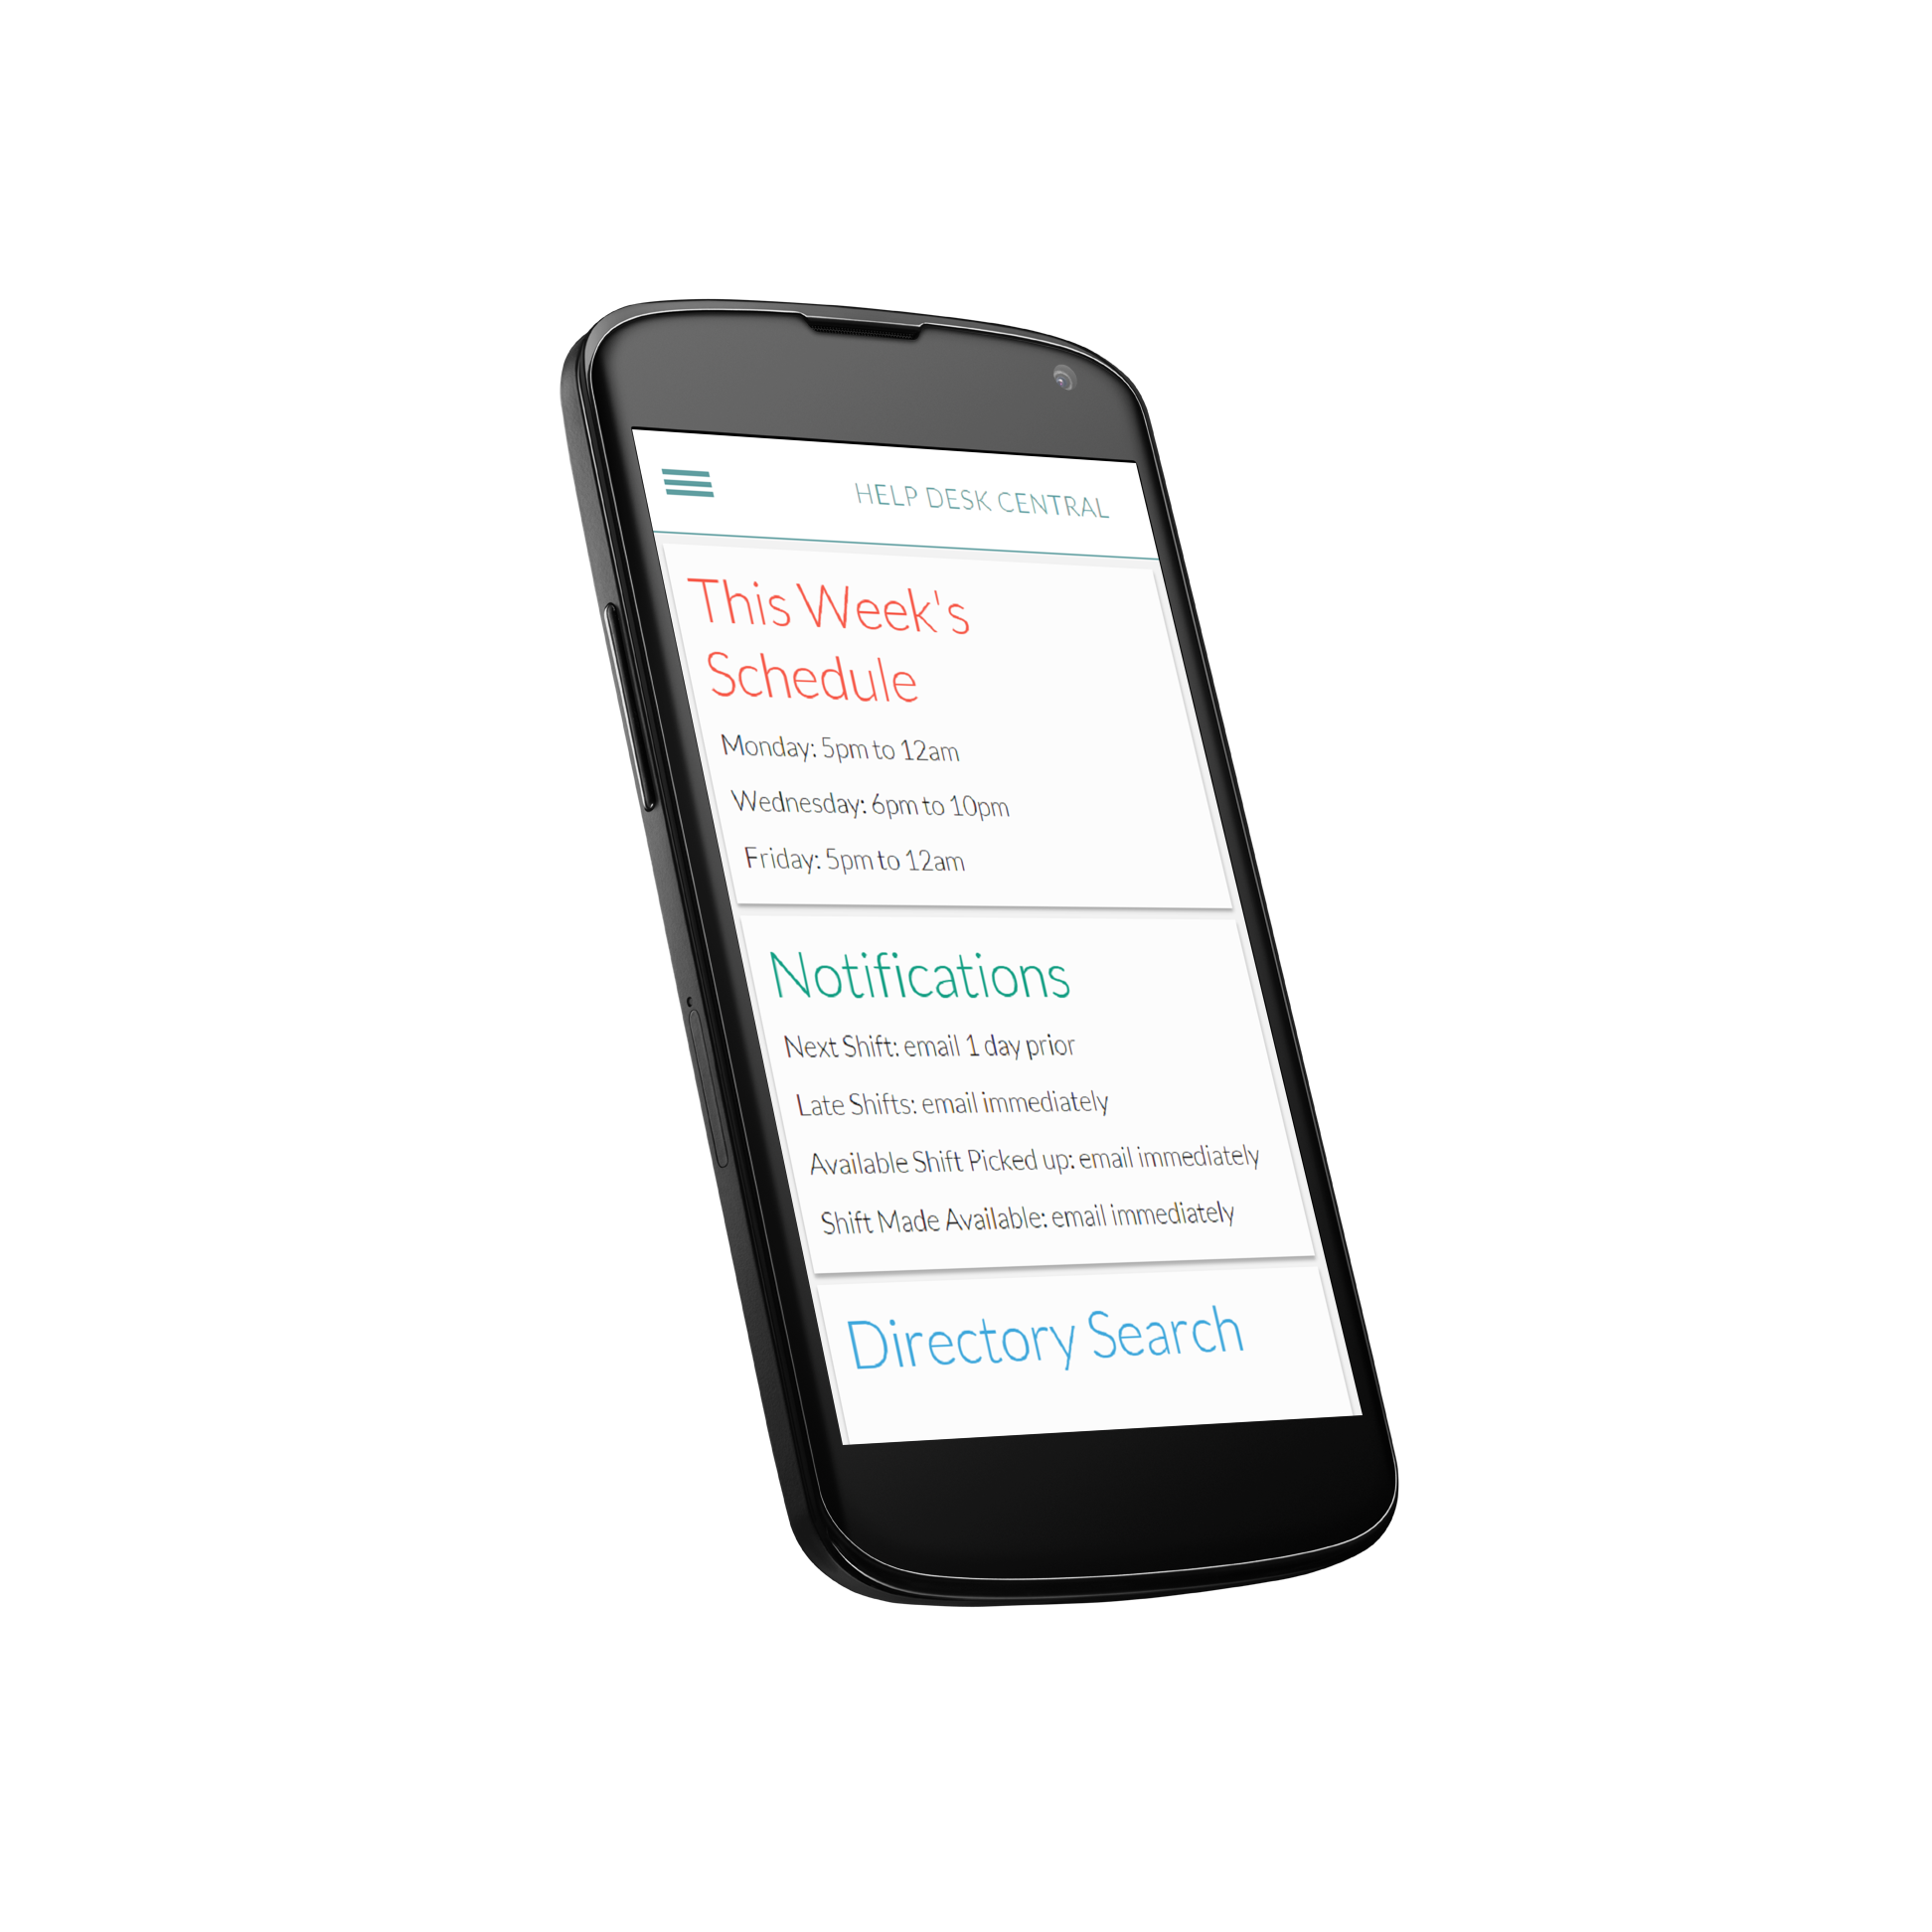 HELP DESK CENTRAL
This Week's
Schedule
Monday: 5pm to 12am
Wednesday: 6pm to 10pm
Friday: 5pm to 12am
Notifications
Next Shift: email 1 day prior
Late Shifts: email immediately
Available Shift Picked up: email immediately
Shift Made Available: email immediately
Directory Search